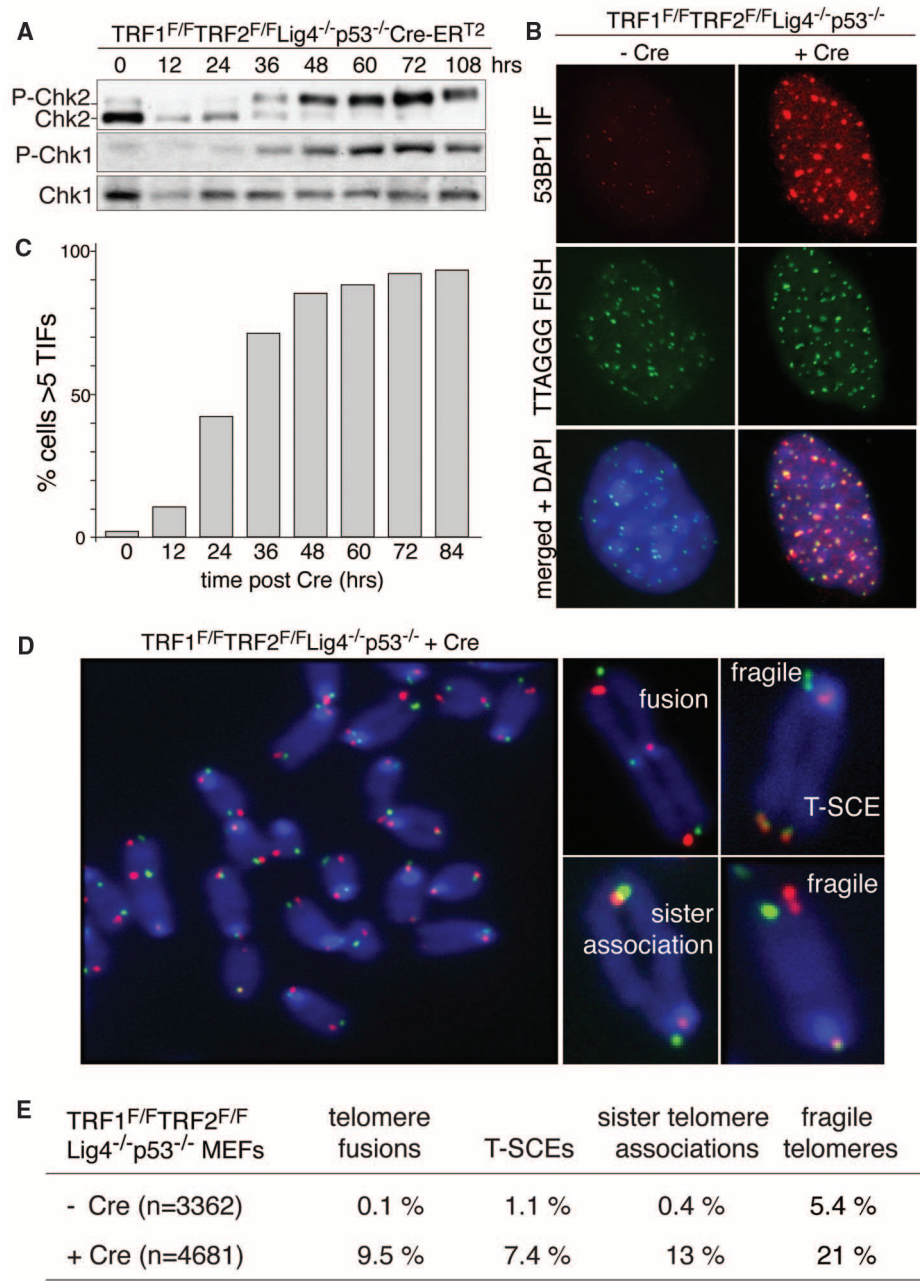 A
TRF1F/FTRF2F/FLig4-/-p53-/-Cre-ERT2
0 12 24 36 48 60 72 108 hrs
P-Chk2
Chk2
P-Chk1
Chk1
B
TRF1F/FTRF2F/FLig4-/-p53-/-
- Cre + Cre
53BP1 IF
TTAGGG FISH
merged + DAPI
C
% cells >5 TIFs
100
50
0
0 12 24 36 48 60 72 84
time post Cre (hrs)
D
TRF1F/FTRF2F/FLig4-/-p53-/- + Cre
fusion
fragile
T-SCE
sister
association
fragile
E
TRF1F/FTRF2F/F
Lig4-/-p53-/- MEFs
telomere
fusions
T-SCEs
sister telomere
associations
fragile
telomeres
- Cre (n=3362) 0.1 % 1.1 % 0.4 % 5.4 %
+ Cre (n=4681) 9.5 % 7.4 % 13 % 21 %